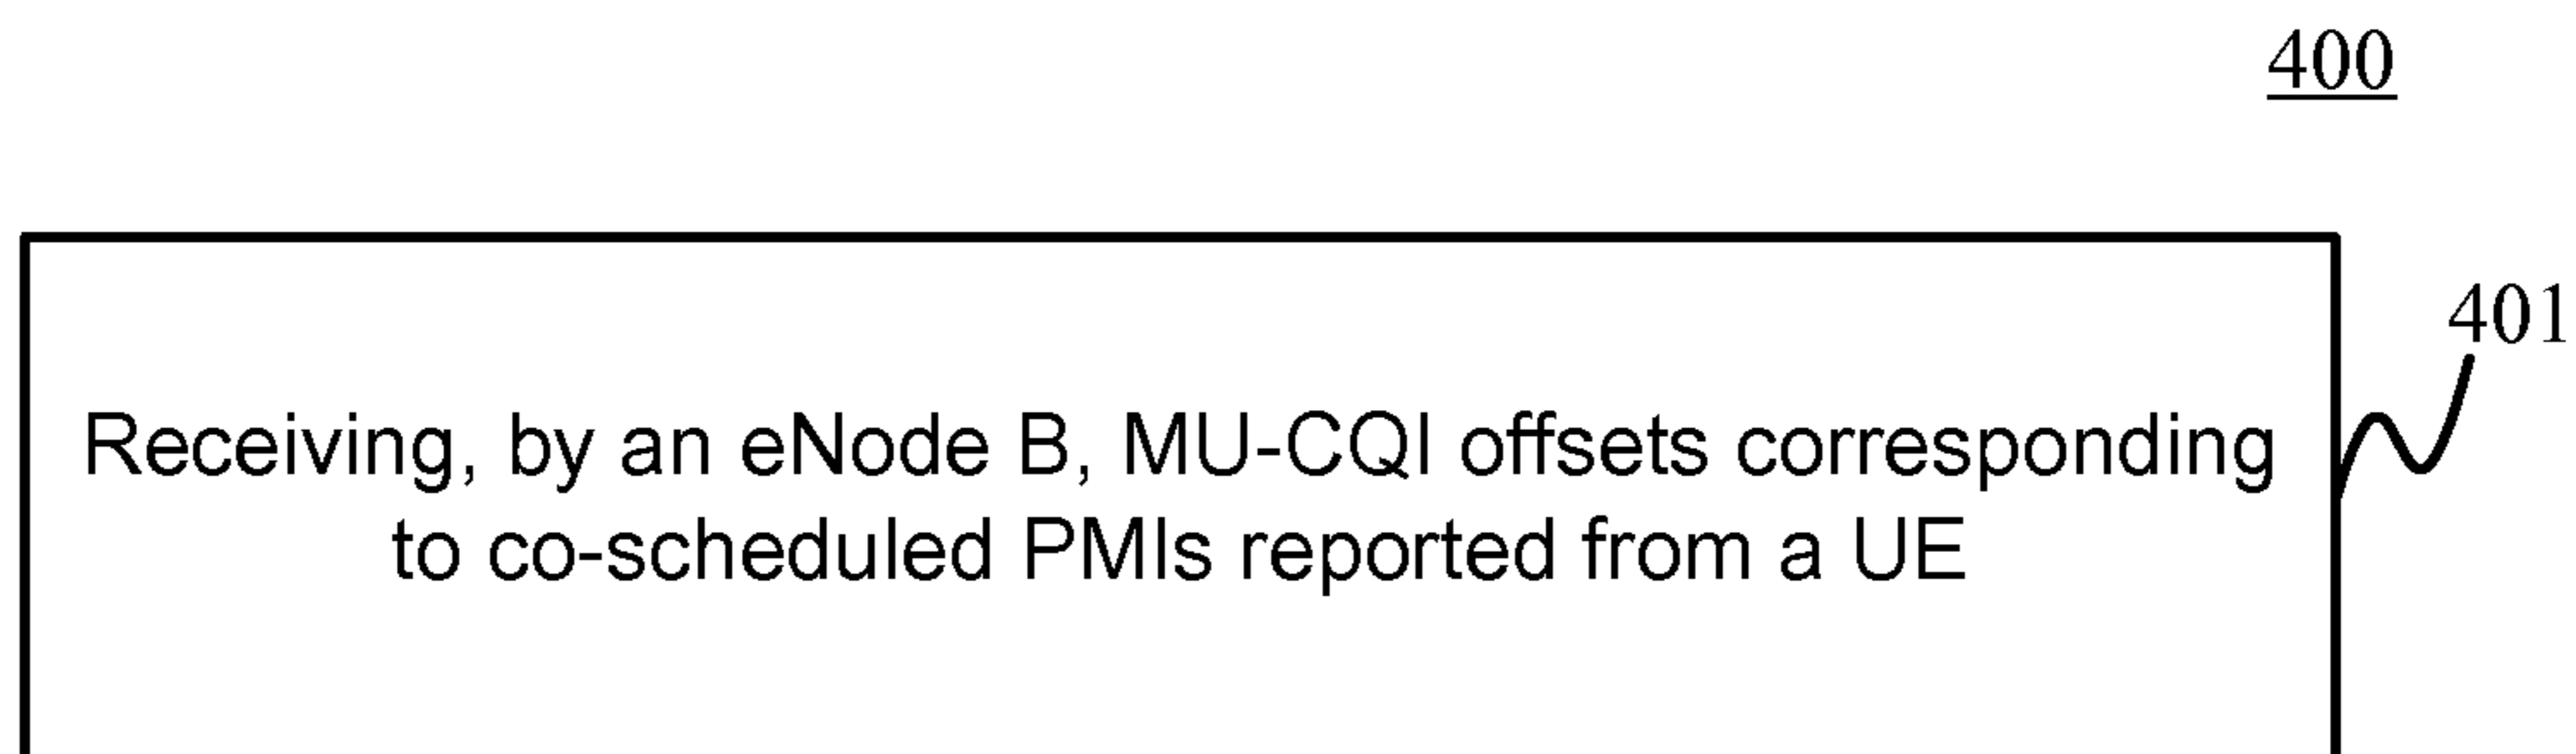 400
401
Receiving, by an eNode B, MU-CQI offsets corresponding
to co-scheduled PMIs reported from a UE